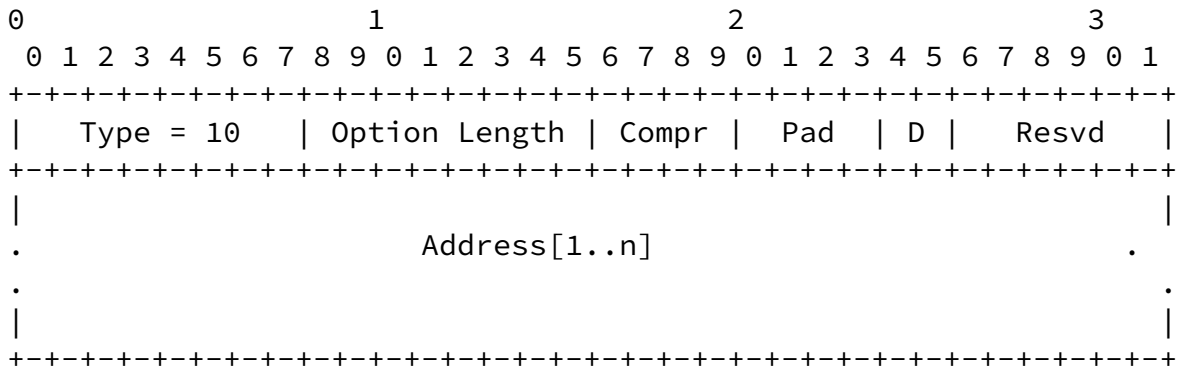 0                   1                   2                   3
 0 1 2 3 4 5 6 7 8 9 0 1 2 3 4 5 6 7 8 9 0 1 2 3 4 5 6 7 8 9 0 1
+-+-+-+-+-+-+-+-+-+-+-+-+-+-+-+-+-+-+-+-+-+-+-+-+-+-+-+-+-+-+-+-+
|   Type = 10   | Option Length | Compr |  Pad  | D |   Resvd   |
+-+-+-+-+-+-+-+-+-+-+-+-+-+-+-+-+-+-+-+-+-+-+-+-+-+-+-+-+-+-+-+-+
|                                                               |
.                      Address[1..n]                          .
.                                                               .
|                                                               |
+-+-+-+-+-+-+-+-+-+-+-+-+-+-+-+-+-+-+-+-+-+-+-+-+-+-+-+-+-+-+-+-+